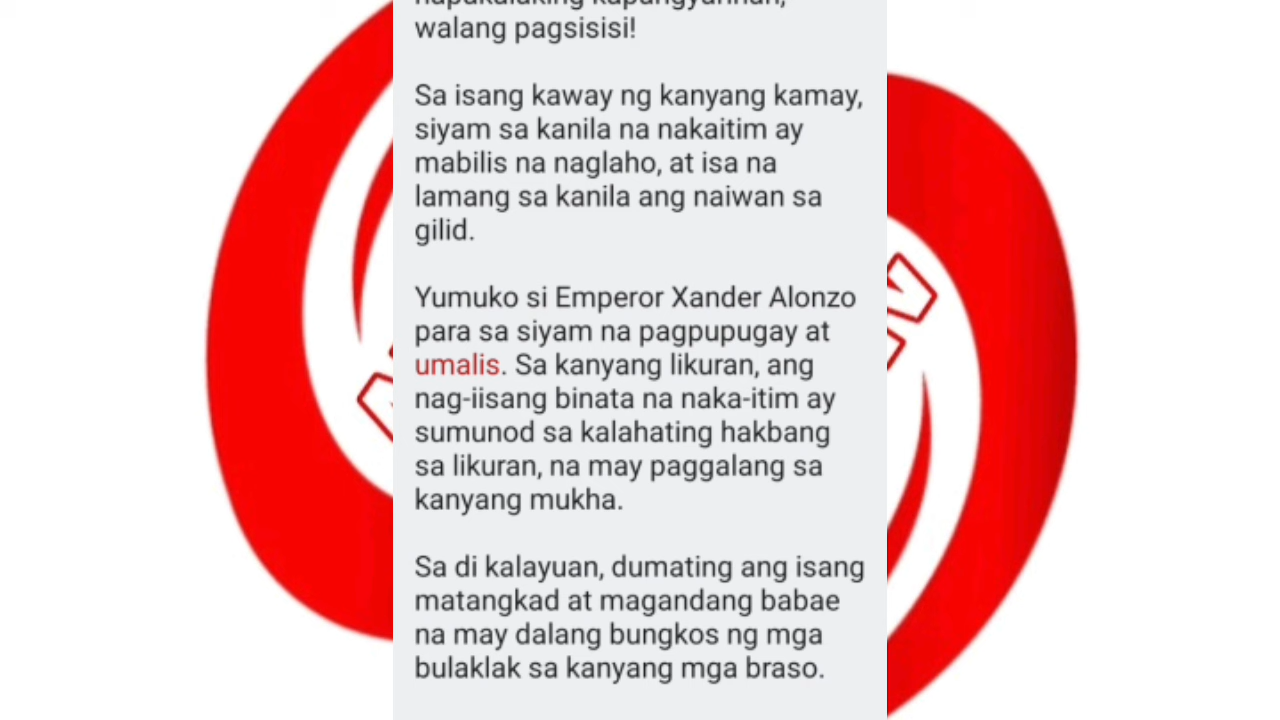 walang pagsisisi!
Sa isang kaway ng kanyang kamay,
siyam sa kanila na nakaitim ay
mabilis na naglaho, at isa na
lamang sa kanila ang naiwan sa
gilid.
Yumuko si Emperor Xander Alonzo
para sa siyam na pagpupugay at
umalis. Sa kanyang likuran, ang
nag-iisang binata na naka-itim ay
sumunod sa kalahating hakbang
sa likuran, na may paggalang sa
kanyang mukha.
Sa di kalayuan, dumating ang isang
matangkad at magandang babae
na may dalang bungkos ng mga
bulaklak sa kanyang mga braso.